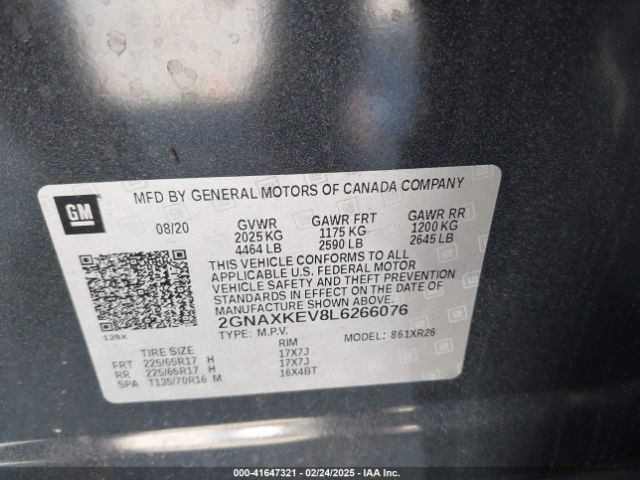 GM
MFD BY GENERAL MOTORS OF CANADA COMPANY
08/20 GVWR GAWR FRT GAWR RR
2025 KG 1175 KG 1200 KG
4464 LB 2590 LB 2645 LB
THIS VEHICLE CONFORMS TO ALL
APPLICABLE U.S. FEDERAL MOTOR
VEHICLE SAFETY AND THEFT PREVENTION
STANDARDS IN EFFECT ON THE DATE OF
MANUFACTURE SHOWN ABOVE.
2GNAXKEV8L6266076
139X TYPE: M.P.V. MODEL: 861XR26
TIRE SIZE RIM
FRT 225/65R17 H 17X7J
RR 225/65R17 H 17X7J
SPA T135/70R16 M 16X4BT
000-41647321 | 02/24/2025 | IAA Inc.